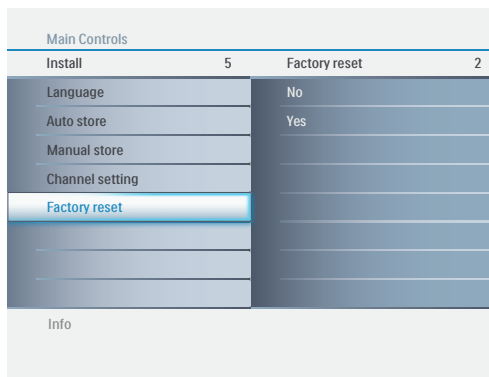 Main Controls
Install 5 Factory reset 2
Language No
Auto store Yes
Manual store
Channel setting
Factory reset
Info